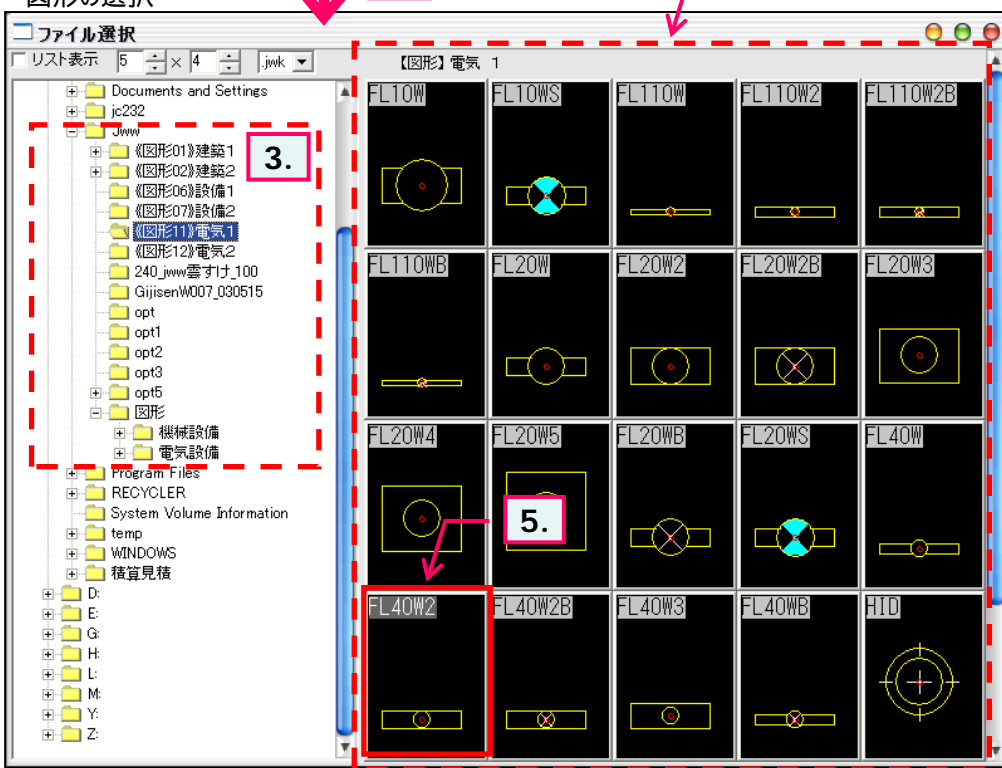 図形の選択
ファイル選択
リスト表示 5 × 4 .jwk
【図形】電気 1
Documents and Settings
jc232
Jww
《図形01》建築1
《図形02》建築2
3.
《図形06》設備1
《図形07》設備2
《図形11》電気1
《図形12》電気2
240_jww雲すけ_100
GijisenW007_030515
opt
opt1
opt2
opt3
opt5
図形
機械設備
電気設備
Program Files
RECYCLER
System Volume Information
temp
WINDOWS
積算見積
D:
E:
G:
H:
L:
M:
Y:
Z:
FL10W FL10WS FL110W FL110W2 FL110W2B
FL110WB FL20W FL20W2 FL20W2B FL20W3
FL20W4 FL20W5 FL20WB FL20WS FL40W
5.
FL40W2 FL40W2B FL40W3 FL40WB HID